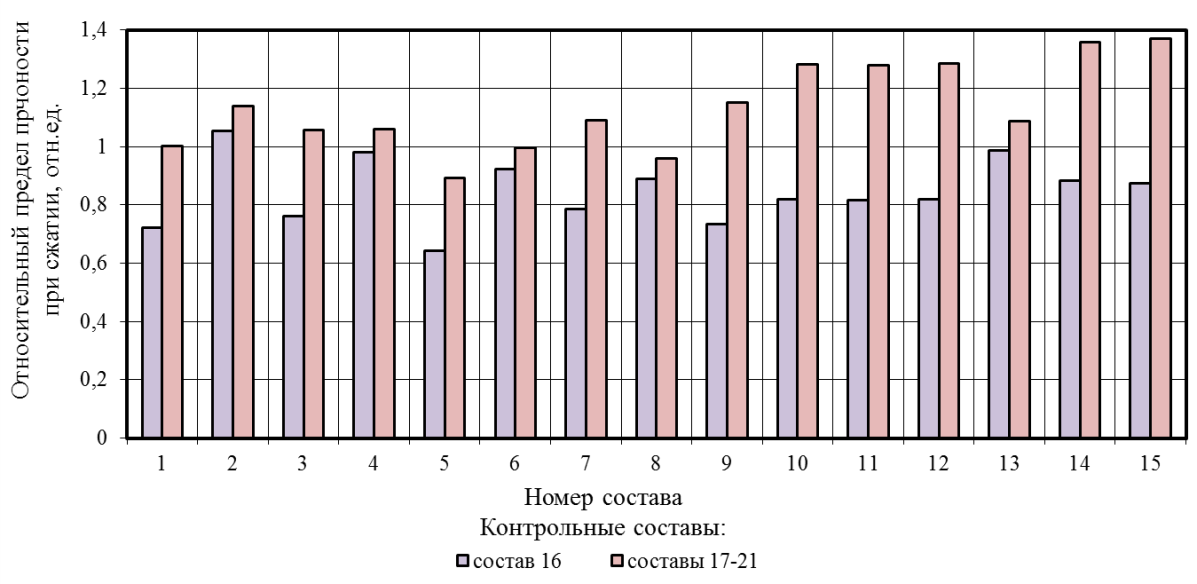 Относительный предел прчоности
при сжатии, отн.ед.
1,4
1,2
1
0,8
0,6
0,4
0,2
0
1 2 3 4 5 6 7 8 9 10 11 12 13 14 15
Номер состава
Контрольные составы:
состав 16 составы 17-21